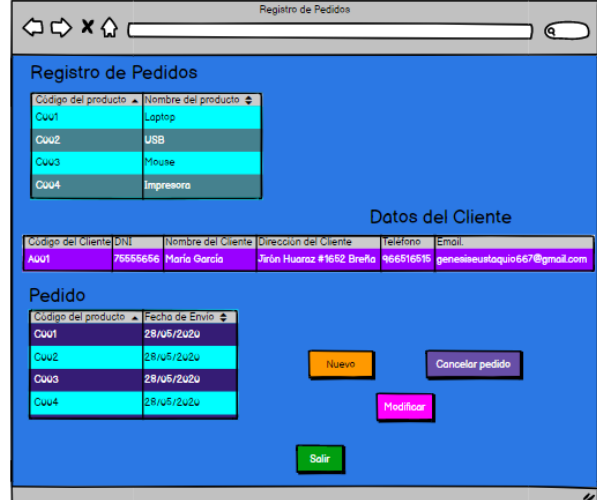 Registro de Pedidos
Registro de Pedidos
Código del producto Nombre del producto
C001 Laptop
C002 USB
C003 Mouse
C004 Impresora
Datos del Cliente
Código del Cliente DNI Nombre del Cliente Dirección del Cliente Teléfono Email.
A001 75555656 María García Jirón Huaraz #1652 Breña 966516515 genesiseustaquio667@gmail.com
Pedido
Código del producto Fecha de Envío
C001 28/05/2020
C002 28/05/2020
C003 28/05/2020
C004 28/05/2020
Nuevo Cancelar pedido
Modificar
Salir